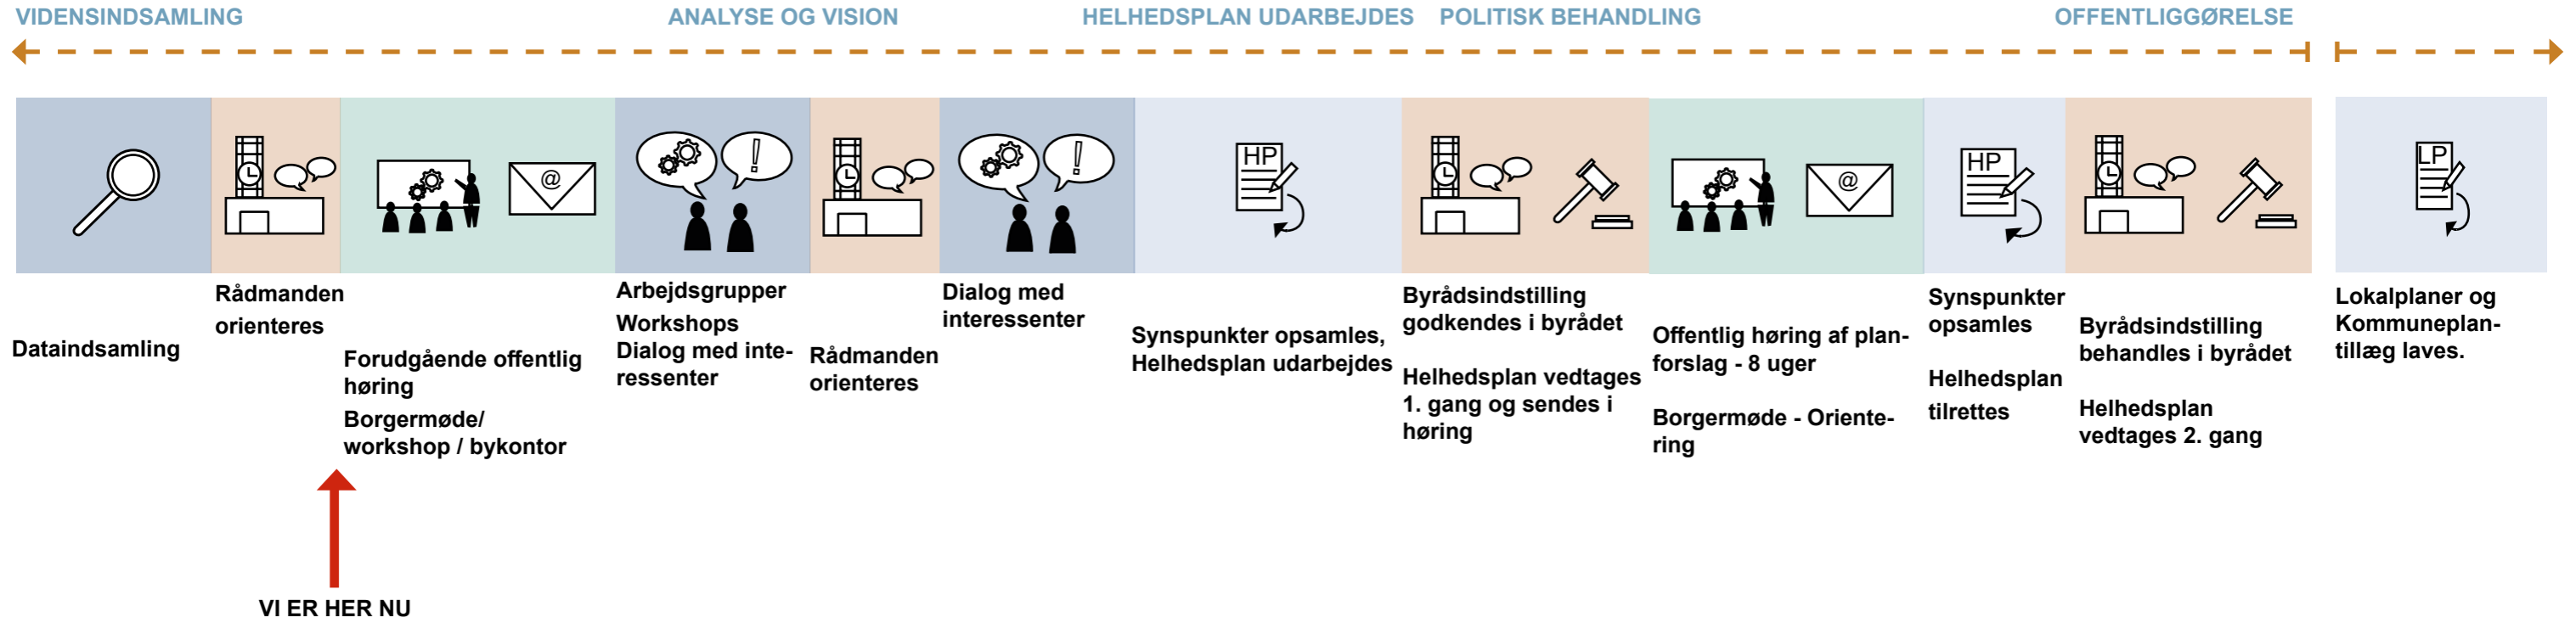 VIDENSINDSAMLING
ANALYSE OG VISION
HELHEDSPLAN UDARBEJDES
POLITISK BEHANDLING
OFFENTLIGGØRELSE
@
!
!
HP
@
HP
LP
Dataindsamling
Rådmanden
orienteres
Forudgående offentlig
høring
Borgermøde/
workshop / bykontor
Arbejdsgrupper
Workshops
Dialog med inte-
ressenter
Rådmanden
orienteres
Dialog med
interessenter
Synspunkter opsamles,
Helhedsplan udarbejdes
Byrådsindstilling
godkendes i byrådet
Helhedsplan vedtages
1. gang og sendes i
høring
Offentlig høring af plan-
forslag - 8 uger
Borgermøde - Oriente-
ring
Synspunkter
opsamles
Helhedsplan
tilrettes
Byrådsindstilling
behandles i byrådet
Helhedsplan
vedtages 2. gang
Lokalplaner og
Kommuneplan-
tillæg laves.
VI ER HER NU